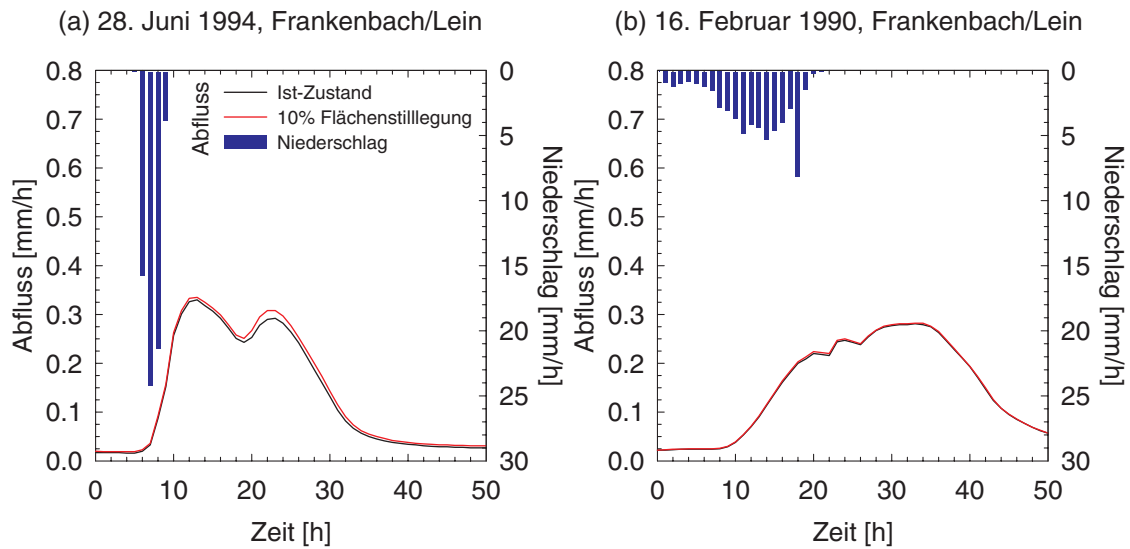 (a) 28. Juni 1994, Frankenbach/Lein
0.8
0.7
0.6
0.5
0.4
0.3
0.2
0.1
0.0
Abfluss [mm/h]
Abfluss
Ist-Zustand
10% Flächenstilllegung
Niederschlag
0
5
10
15
20
25
30
Niederschlag [mm/h]
0 10 20 30 40 50
Zeit [h]
(b) 16. Februar 1990, Frankenbach/Lein
0.8
0.7
0.6
0.5
0.4
0.3
0.2
0.1
0.0
Abfluss [mm/h]
0
5
10
15
20
25
30
Niederschlag [mm/h]
0 10 20 30 40 50
Zeit [h]